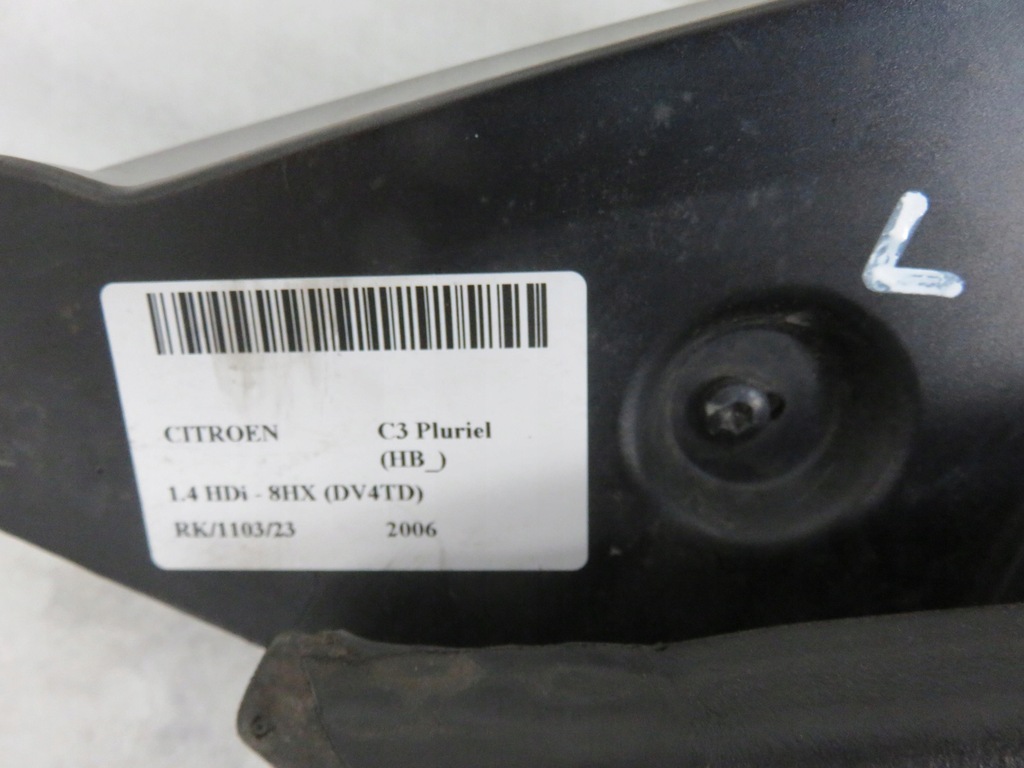 CITROEN C3 Pluriel
(HB_)
1.4 HDi - 8HX (DV4TD)
RK/1103/23 2006
L